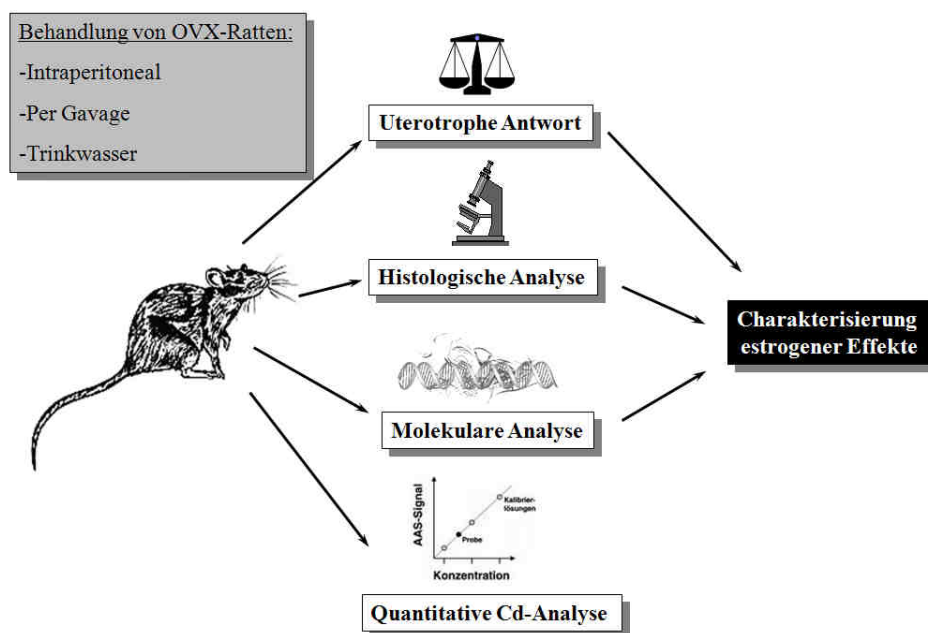 Behandlung von OVX-Ratten:
-Intraperitoneal
-Per Gavage
-Trinkwasser
Uterotrophe Antwort
Histologische Analyse
Charakterisierung
estrogener Effekte
Molekulare Analyse
AAS-Signal
Kalibrier-
lösungen
Probe
Konzentration
Quantitative Cd-Analyse